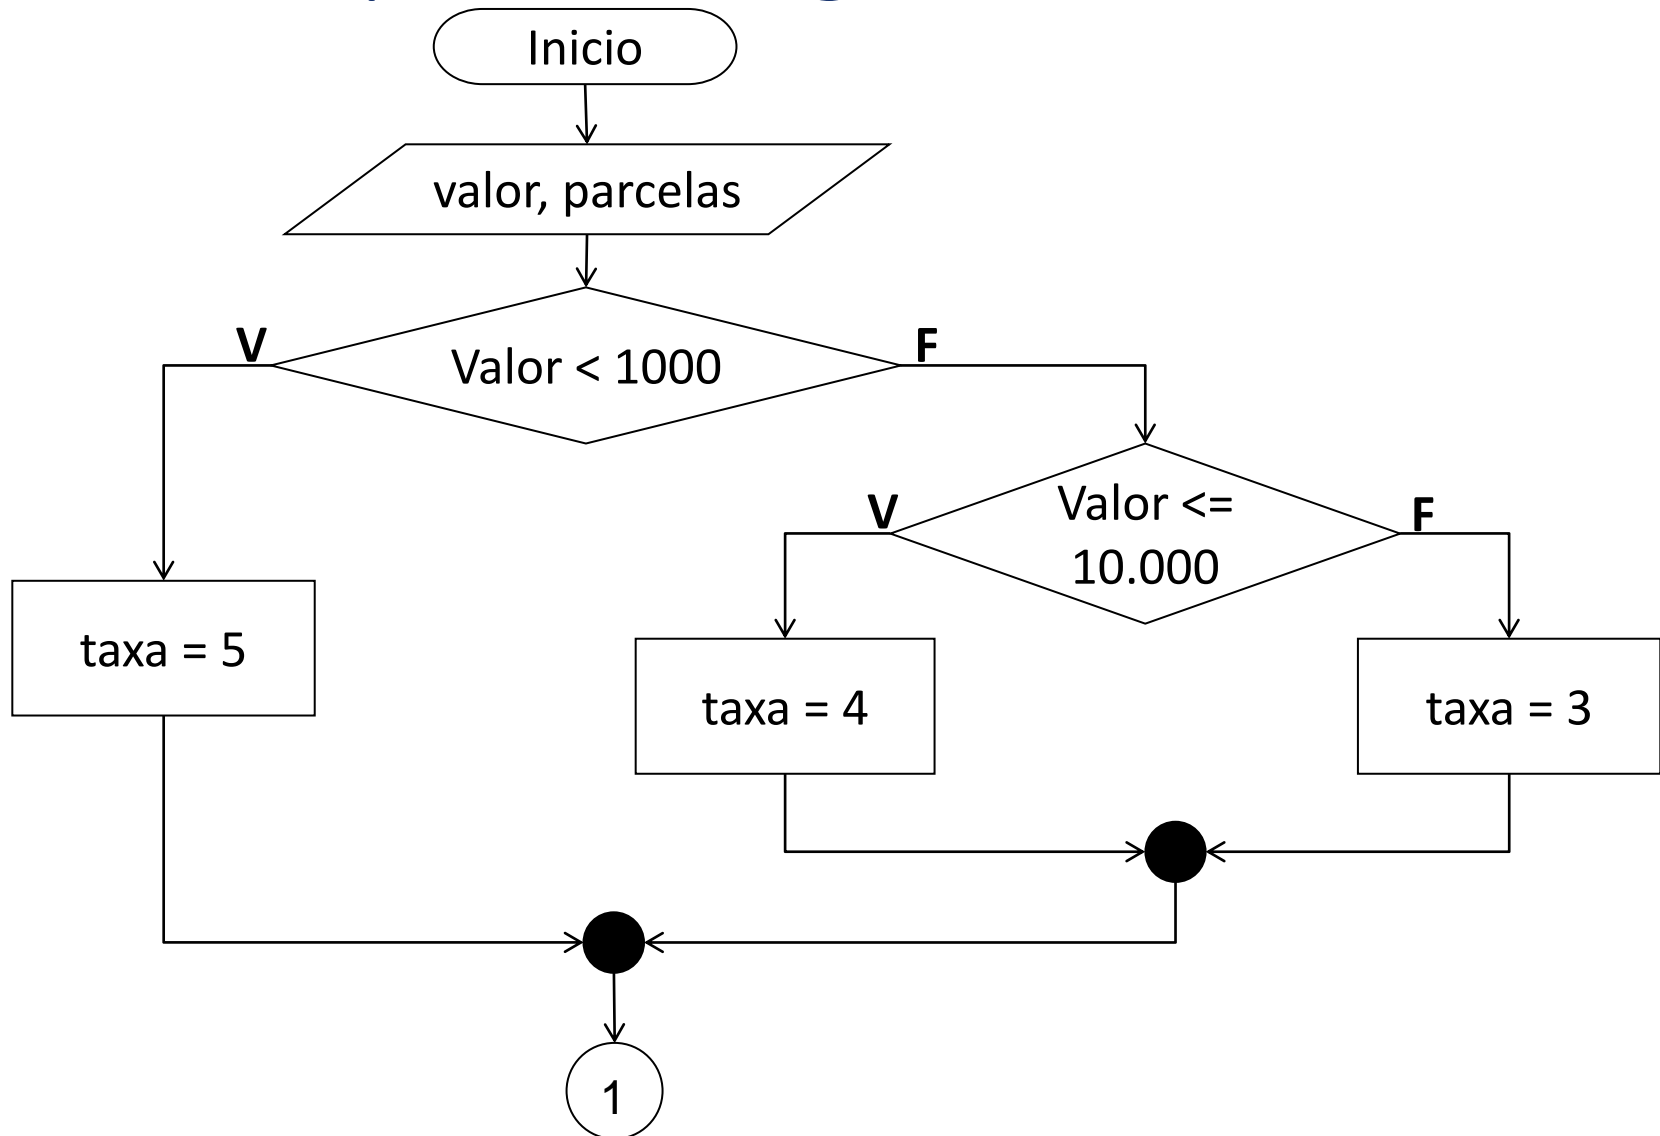 Inicio
valor, parcelas
V
F
Valor < 1000
V
F
Valor <=
10.000
taxa = 5
taxa = 4
taxa = 3
1